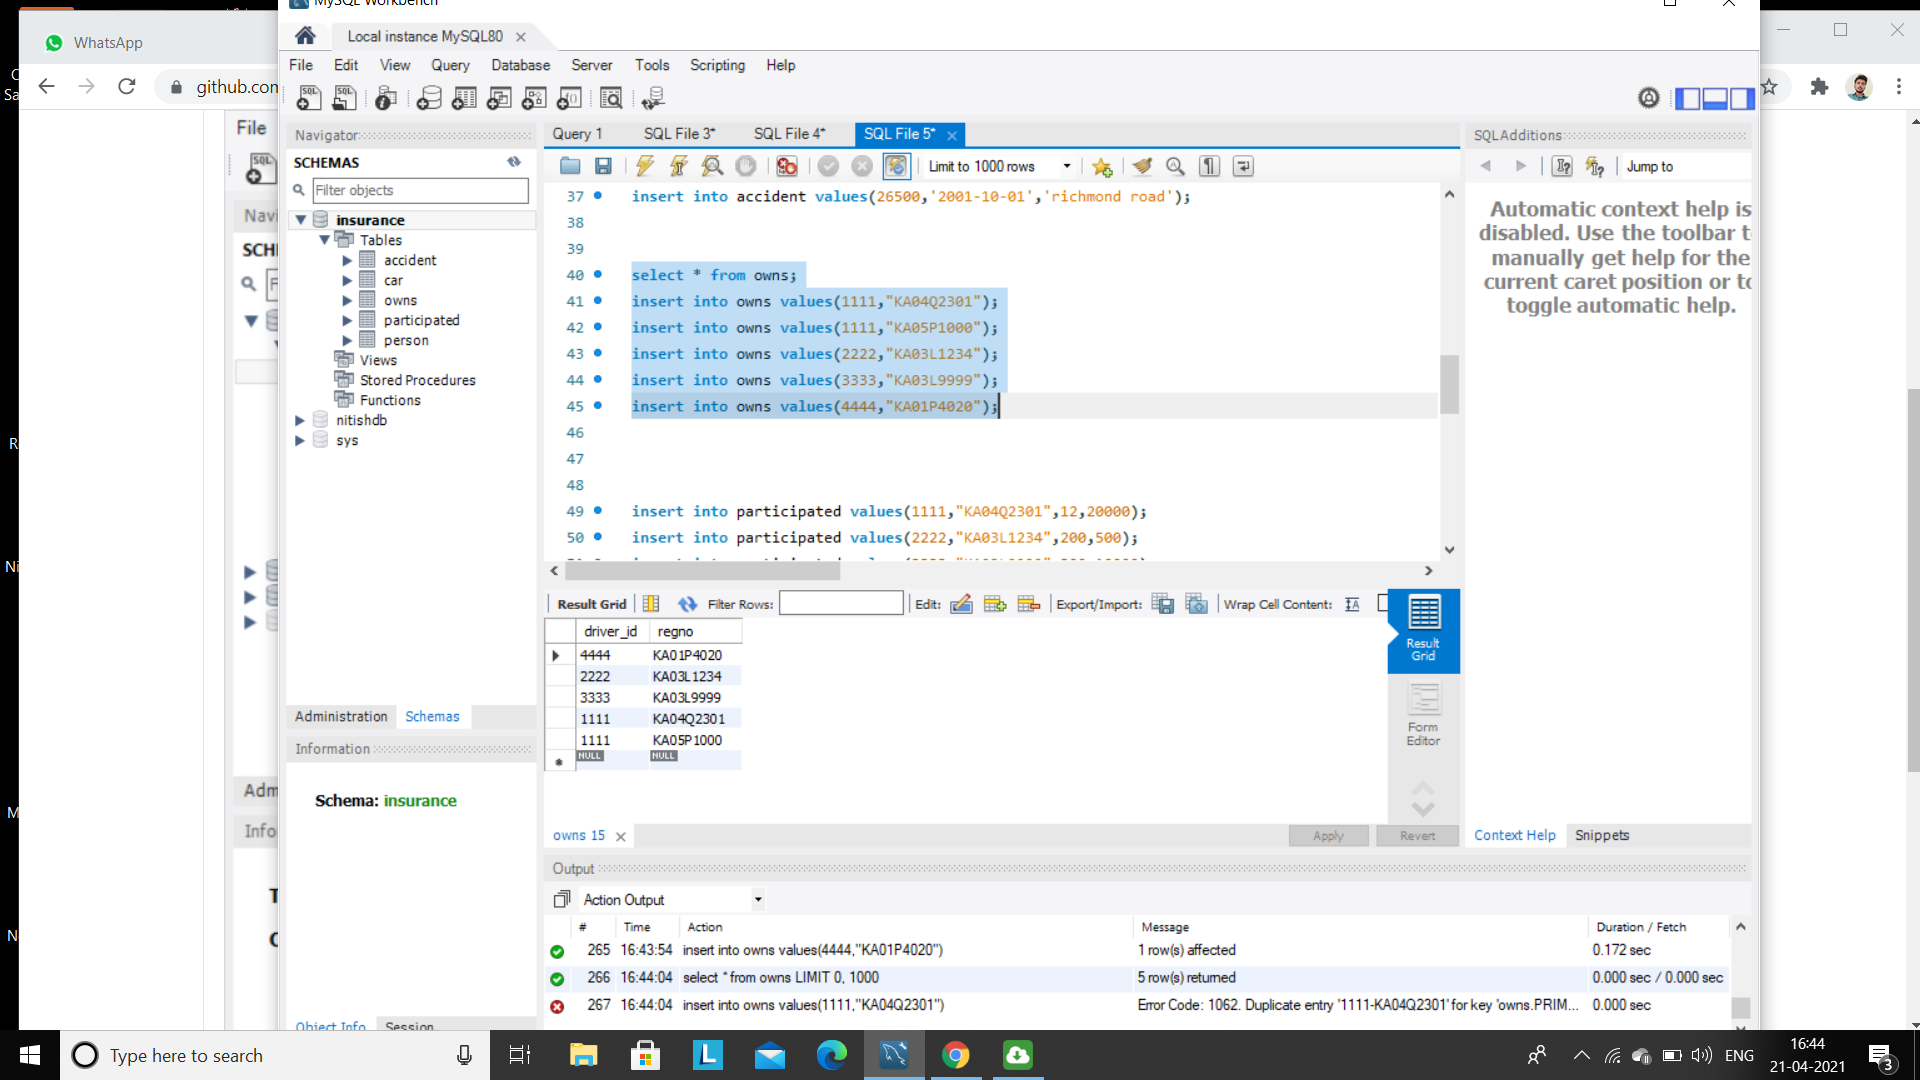 MySQL Workbench
WhatsApp
Local instance MySQL80
github.com
File Edit View Query Database Server Tools Scripting Help
File
Navigator
Query 1
SQL File 3*
SQL File 4*
SQL File 5*
SQLAdditions
SCHEMAS
Limit to 1000 rows
Jump to
Filter objects
insurance
Tables
accident
car
owns
participated
person
Views
Stored Procedures
Functions
nitishdb
sys
37 insert into accident values(26500,'2001-10-01','richmond road');
38
39
40 select * from owns;
41 insert into owns values(1111,"KA04Q2301");
42 insert into owns values(1111,"KA05P1000");
43 insert into owns values(2222,"KA03L1234");
44 insert into owns values(3333,"KA03L9999");
45 insert into owns values(4444,"KA01P4020");
46
47
48
49 insert into participated values(1111,"KA04Q2301",12,20000);
50 insert into participated values(2222,"KA03L1234",200,500);
Automatic context help is
disabled. Use the toolbar to
manually get help for the
current caret position or to
toggle automatic help.
Result Grid
Filter Rows:
Edit:
Export/Import:
Wrap Cell Content:
driver_id regno
4444 KA01P4020
2222 KA03L1234
3333 KA03L9999
1111 KA04Q2301
1111 KA05P1000
NULL NULL
Result
Grid
Form
Editor
Administration Schemas
Information
Schema: insurance
owns 15
Apply
Revert
Context Help
Snippets
Output
Action Output
# Time Action Message Duration / Fetch
265 16:43:54 insert into owns values(4444,"KA01P4020") 1 row(s) affected 0.172 sec
266 16:44:04 select * from owns LIMIT 0, 1000 5 row(s) returned 0.000 sec / 0.000 sec
267 16:44:04 insert into owns values(1111,"KA04Q2301") Error Code: 1062. Duplicate entry '1111-KA04Q2301' for key 'owns.PRIM... 0.000 sec
Object Info Session
Type here to search
ENG
16:44
21-04-2021
3